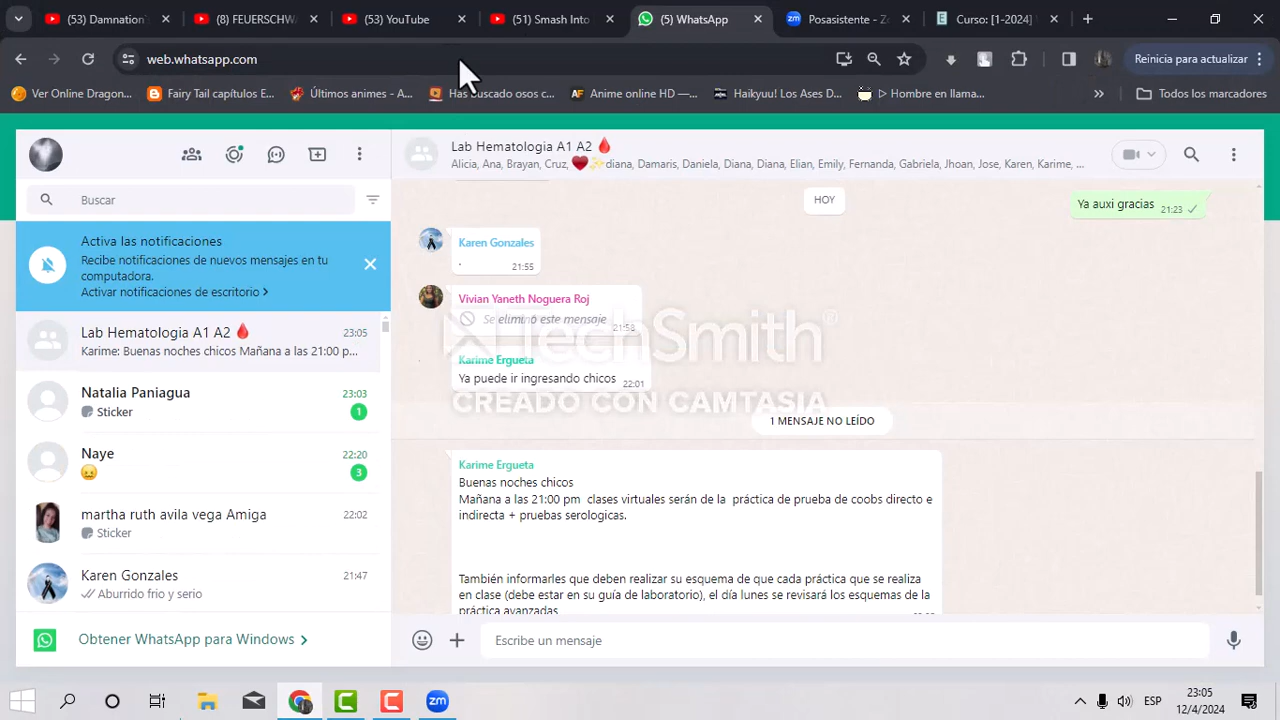 (53) Damnation
(8) FEUERSCHW
(53) YouTube
(51) Smash Into
(5) WhatsApp
Posasistente - Zo
Curso: [1-2024]
web.whatsapp.com
Reinicia para actualizar
Ver Online Dragon...
Fairy Tail capítulos E...
Últimos animes - A...
Has buscado osos c...
Anime online HD —...
Haikyuu! Los Ases D...
▷ Hombre en llama...
Todos los marcadores
Lab Hematologia A1 A2
Alicia, Ana, Brayan, Cruz, ❤️✨diana, Damaris, Daniela, Diana, Diana, Elian, Emily, Fernanda, Gabriela, Jhoan, Jose, Karen, Karime, ...
Buscar
Activa las notificaciones
Recibe notificaciones de nuevos mensajes en tu
computadora.
Activar notificaciones de escritorio >
Lab Hematologia A1 A2 23:05
Karime: Buenas noches chicos Mañana a las 21:00 p...
Natalia Paniagua 23:03
Sticker 1
Naye 22:20
3
martha ruth avila vega Amiga 22:02
Sticker
Karen Gonzales 21:47
Aburrido frio y serio
Obtener WhatsApp para Windows >
HOY
Ya auxi gracias 21:23
Karen Gonzales
. 21:55
Vivian Yaneth Noguera Roj
Se eliminó este mensaje 21:58
Karime Ergueta
Ya puede ir ingresando chicos 22:01
TechSmith®
CREADO CON CAMTASIA
1 MENSAJE NO LEÍDO
Karime Ergueta
Buenas noches chicos
Mañana a las 21:00 pm clases virtuales serán de la práctica de prueba de coobs directo e
indirecta + pruebas serologicas.
También informarles que deben realizar su esquema de que cada práctica que se realiza
en clase (debe estar en su guía de laboratorio), el día lunes se revisará los esquemas de la
práctica avanzadas
Escribe un mensaje
zm
ESP
23:05
12/4/2024